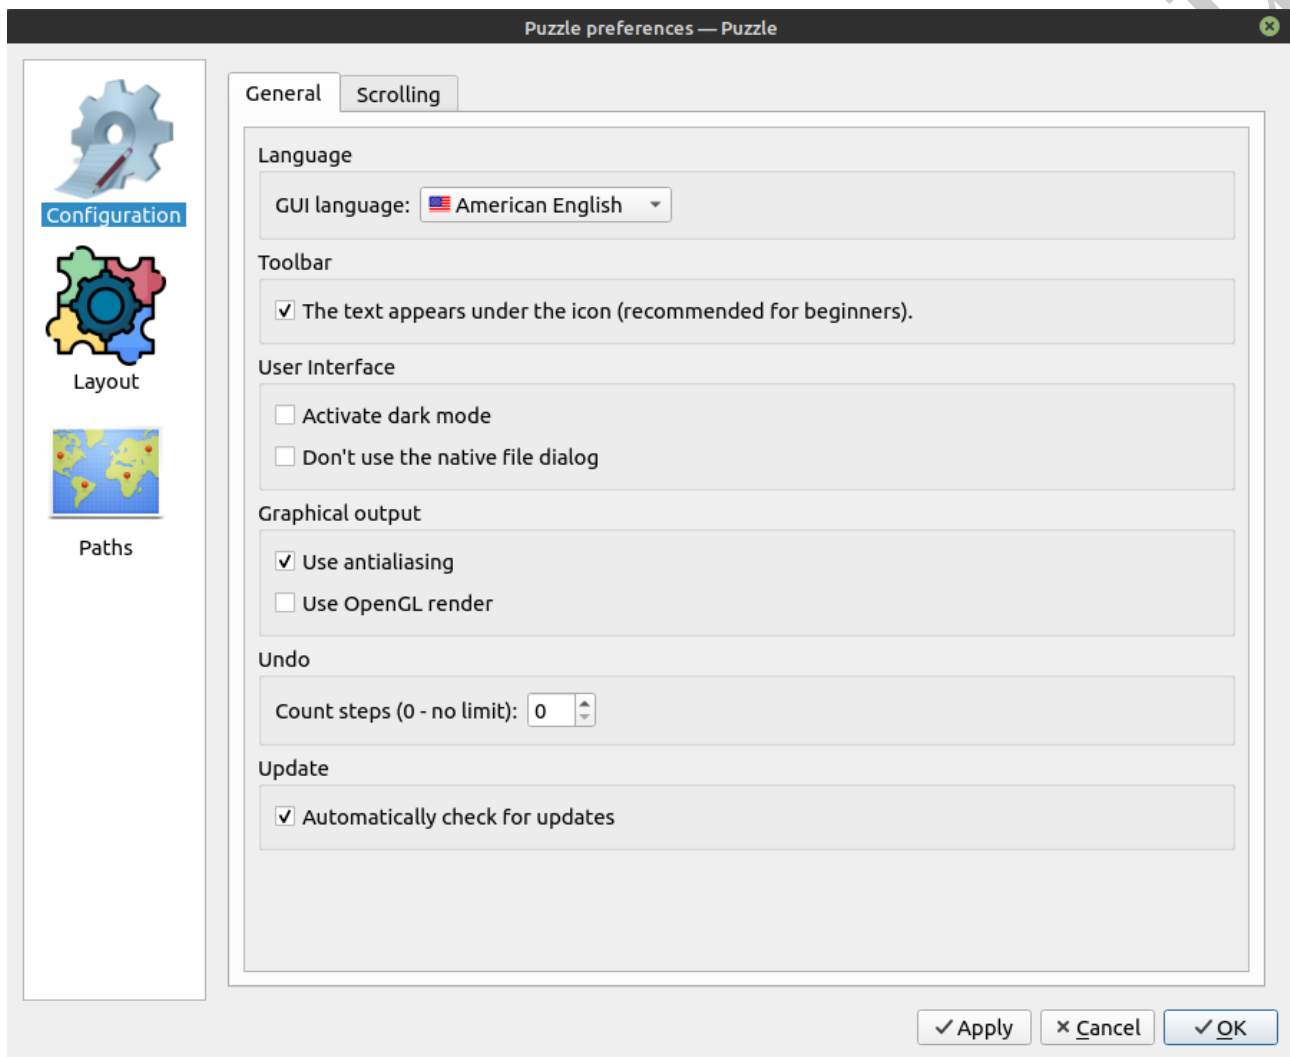 Puzzle preferences — Puzzle
Configuration
Layout
Paths
General
Scrolling
Language
GUI language: American English
Toolbar
The text appears under the icon (recommended for beginners).
User Interface
Activate dark mode
Don't use the native file dialog
Graphical output
Use antialiasing
Use OpenGL render
Undo
Count steps (0 - no limit): 0
Update
Automatically check for updates
Apply
Cancel
OK